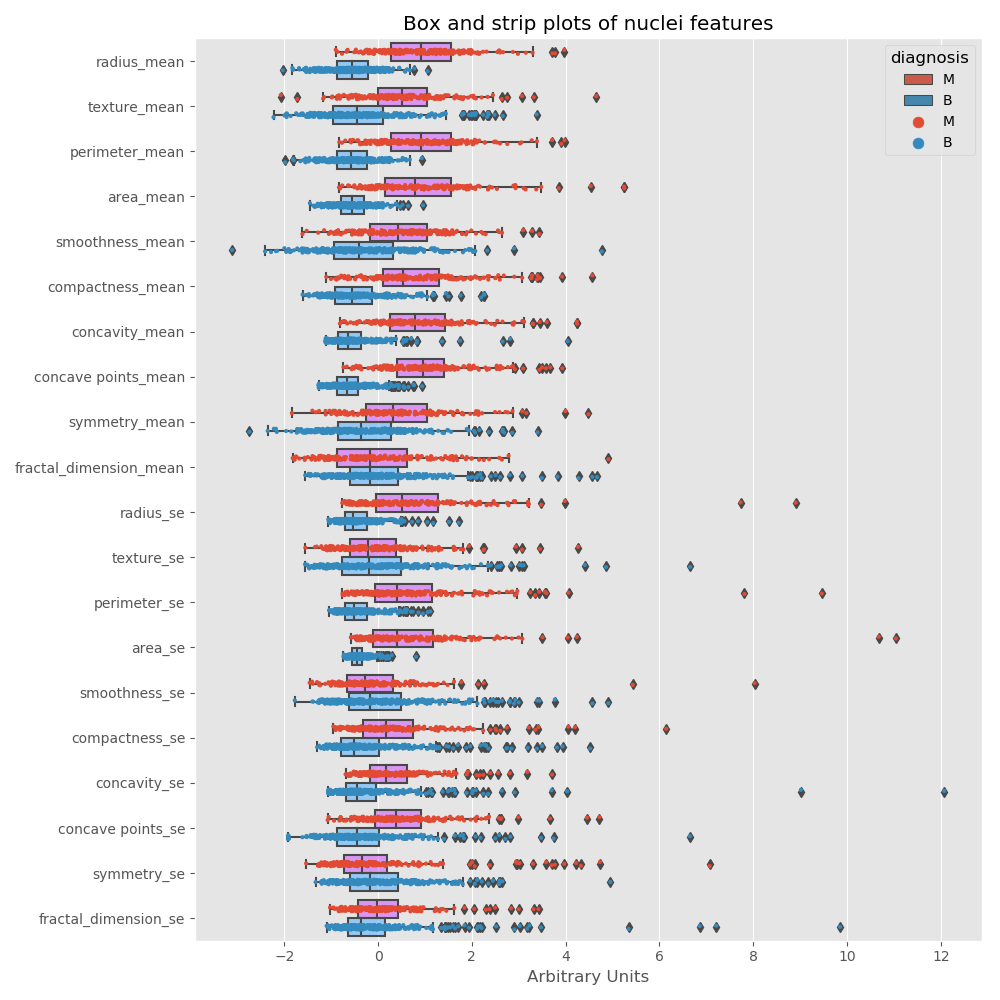 Box and strip plots of nuclei features
diagnosis
M
B
M
B
radius_mean
texture_mean
perimeter_mean
area_mean
smoothness_mean
compactness_mean
concavity_mean
concave points_mean
symmetry_mean
fractal_dimension_mean
radius_se
texture_se
perimeter_se
area_se
smoothness_se
compactness_se
concavity_se
concave points_se
symmetry_se
fractal_dimension_se
−2 0 2 4 6 8 10 12
Arbitrary Units